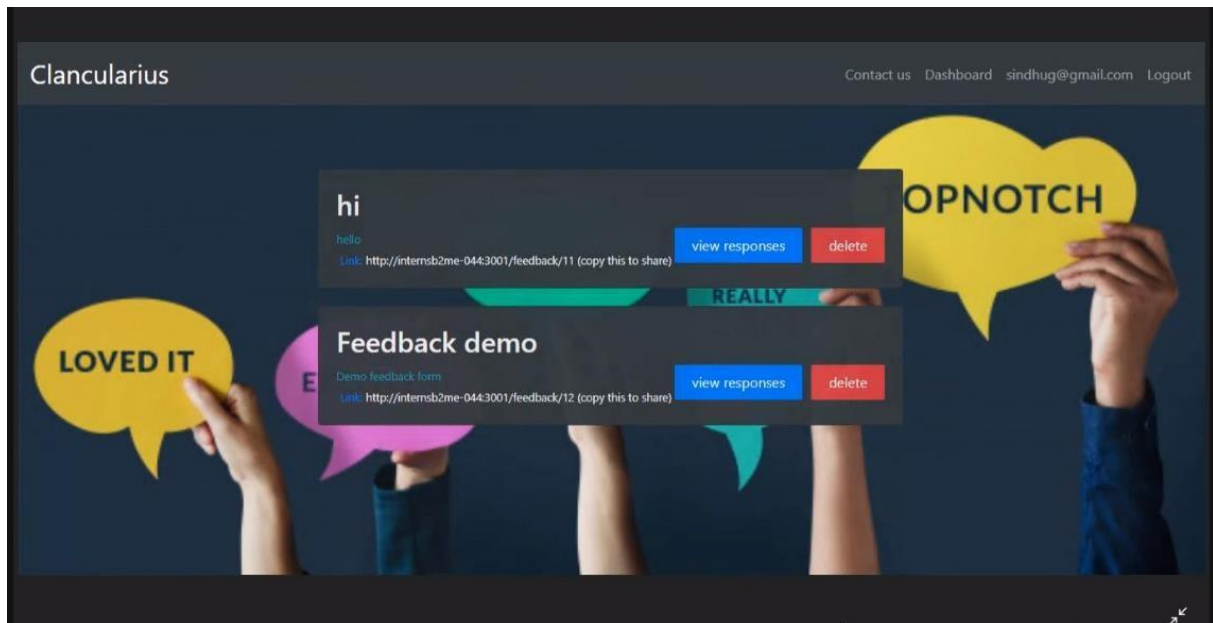 Clancularius
Contact us Dashboard sindhug@gmail.com Logout
OPNOTCH
hi
hello
Link: http://internsb2me-044:3001/feedback/11 (copy this to share)
view responses delete
REALLY
Feedback demo
Demo feedback form
Link: http://internsb2me-044:3001/feedback/12 (copy this to share)
view responses delete
LOVED IT
E